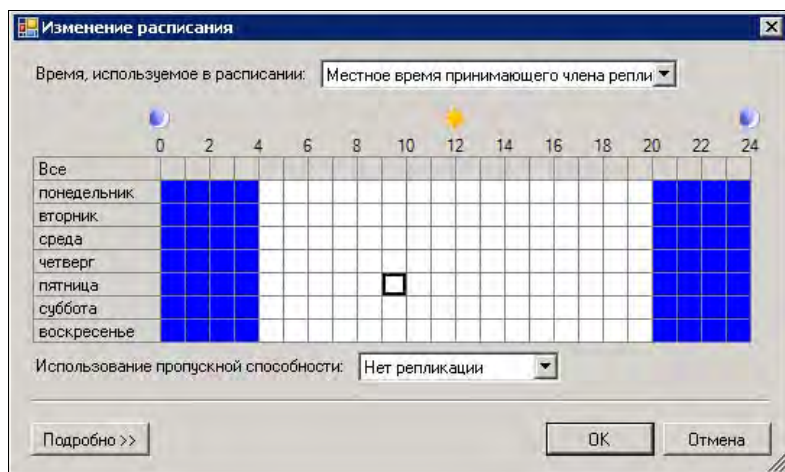 Изменение расписания
Время, используемое в расписании: Местное время принимающего члена репли
0 2 4 6 8 10 12 14 16 18 20 22 24
Все
понедельник
вторник
среда
четверг
пятница
суббота
воскресенье
Использование пропускной способности: Нет репликации
Подробно >> OK Отмена